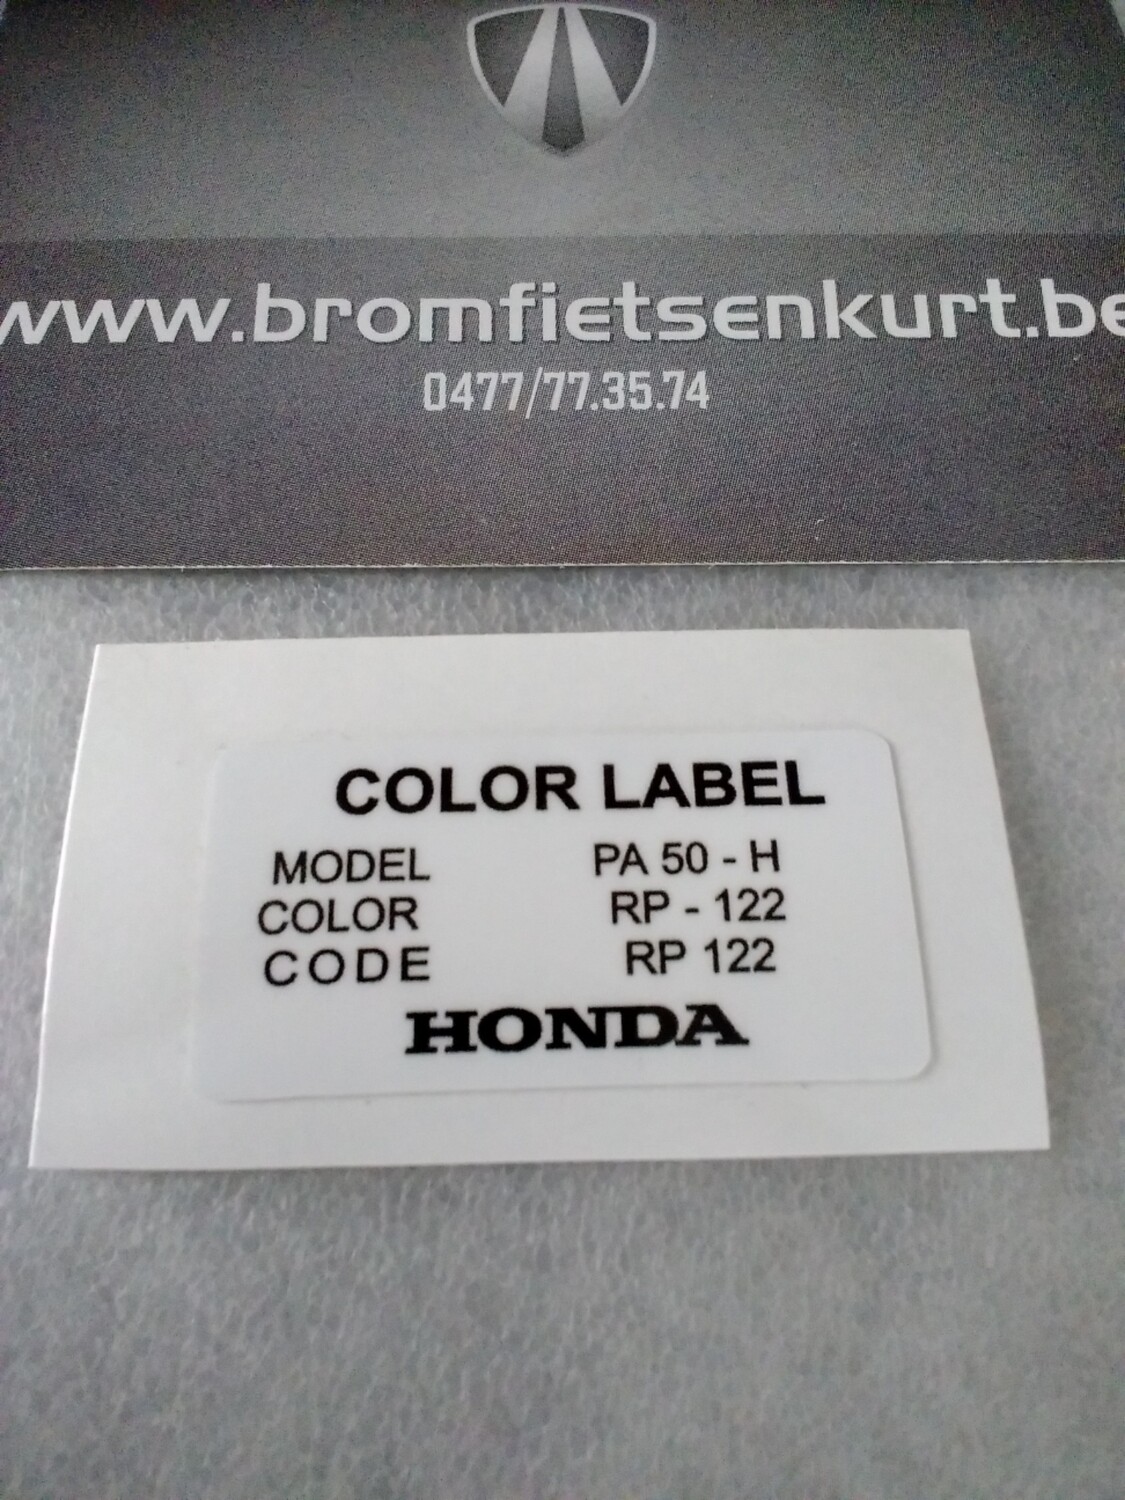 www.bromfietsenkurt.be
0477/77.35.74
COLOR LABEL
MODEL PA 50 - H
COLOR RP - 122
CODE RP 122
HONDA